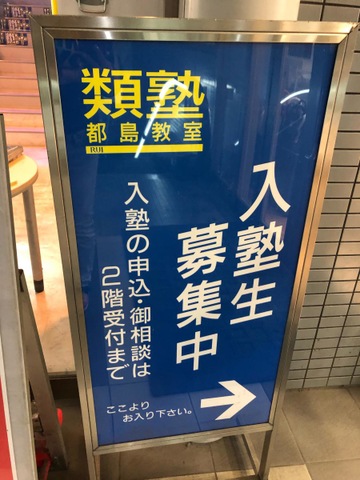 類塾
都島教室
RUI
入塾生
募集中
入塾の申込・御相談は
2階受付まで
ここより
お入り下さい。